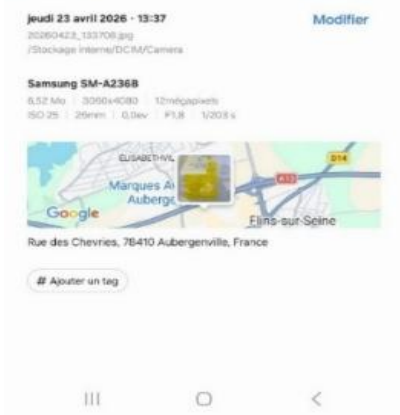 jeudi 23 avril 2026 · 13:37
Modifier
20260423_133708.jpg
/Stockage interne/DCIM/Camera
Samsung SM-A236B
6,52 Mo | 3060x4080 | 12mégapixels
ISO 25 | 26mm | 0,0ev | F1,8 | 1/203 s
ÉLISABETHVIL
D14
A13
Marques A
Auberge
Google
Flins-sur-Seine
Rue des Chevries, 78410 Aubergenville, France
# Ajouter un tag